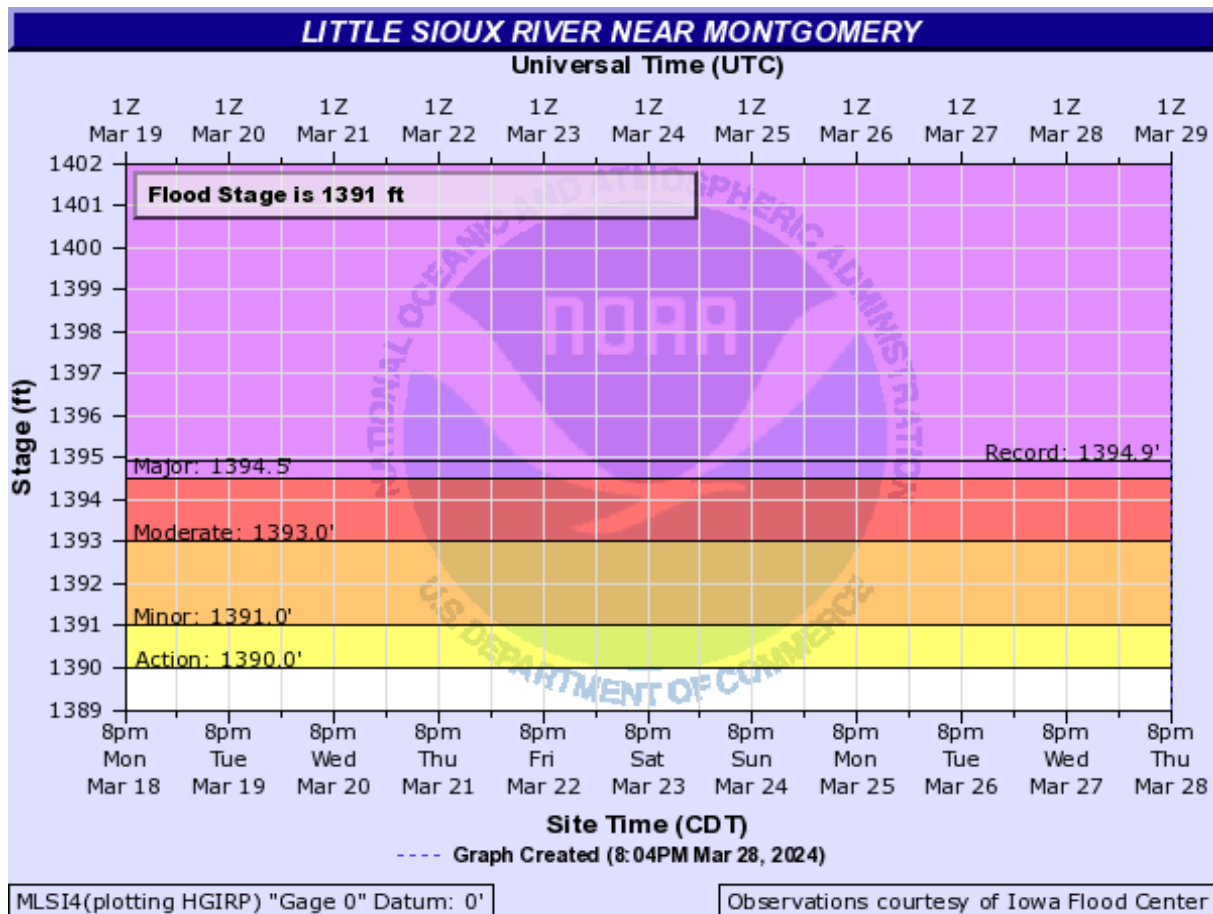 LITTLE SIOUX RIVER NEAR MONTGOMERY
Universal Time (UTC)
1Z 1Z 1Z 1Z 1Z 1Z 1Z 1Z 1Z 1Z 1Z
Mar 19 Mar 20 Mar 21 Mar 22 Mar 23 Mar 24 Mar 25 Mar 26 Mar 27 Mar 28 Mar 29
1402
Flood Stage is 1391 ft
1401
1400
1399
1398
1397
1396
1395
1394
1393
1392
1391
1390
1389
Stage (ft)
Record: 1394.9'
Major: 1394.5'
Moderate: 1393.0'
Minor: 1391.0'
Action: 1390.0'
NATIONAL OCEANIC AND ATMOSPHERIC ADMINISTRATION
NOAA
U.S. DEPARTMENT OF COMMERCE
8pm 8pm 8pm 8pm 8pm 8pm 8pm 8pm 8pm 8pm 8pm
Mon Tue Wed Thu Fri Sat Sun Mon Tue Wed Thu
Mar 18 Mar 19 Mar 20 Mar 21 Mar 22 Mar 23 Mar 24 Mar 25 Mar 26 Mar 27 Mar 28
Site Time (CDT)
---- Graph Created (8:04PM Mar 28, 2024)
MLSI4(plotting HGIRP) "Gage 0" Datum: 0'
Observations courtesy of Iowa Flood Center